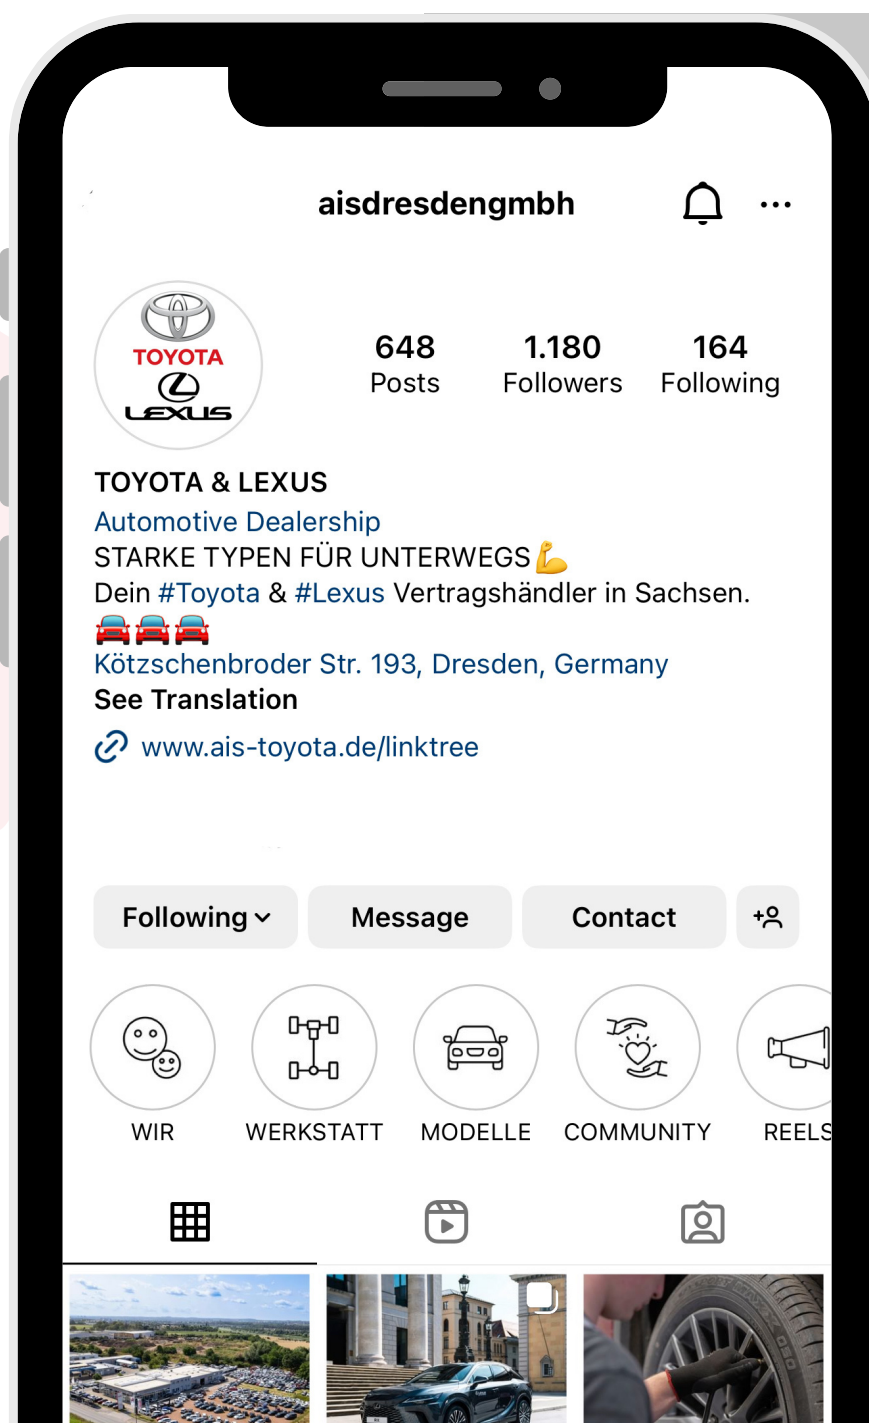 aisdresdengmbh
TOYOTA
LEXUS
648
Posts
1.180
Followers
164
Following
TOYOTA & LEXUS
Automotive Dealership
STARKE TYPEN FÜR UNTERWEGS💪
Dein #Toyota & #Lexus Vertragshändler in Sachsen.
🚘🚘🚘
Kötzschenbroder Str. 193, Dresden, Germany
See Translation
www.ais-toyota.de/linktree
Following
Message
Contact
WIR
WERKSTATT
MODELLE
COMMUNITY
REELS